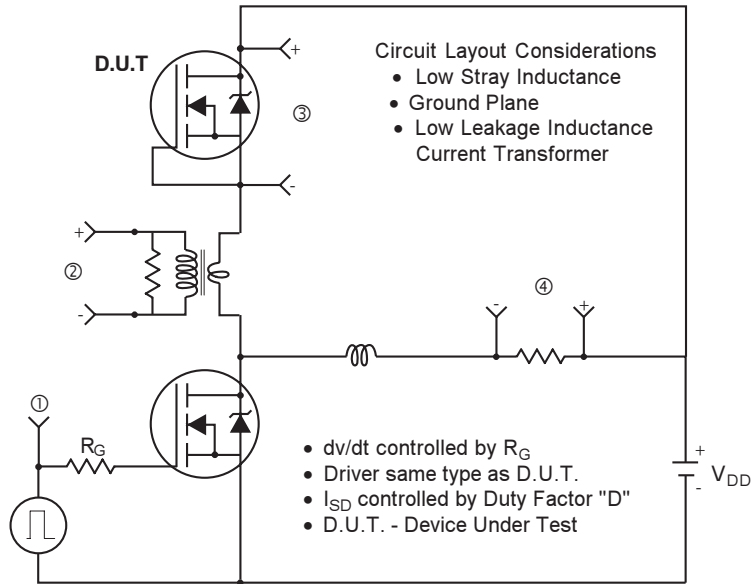 D.U.T
+
Circuit Layout Considerations
• Low Stray Inductance
• Ground Plane
• Low Leakage Inductance
Current Transformer
③
-
+
②
-
④
-
+
①
R_G
• dv/dt controlled by R_G
• Driver same type as D.U.T.
• I_SD controlled by Duty Factor "D"
• D.U.T. - Device Under Test
+
V_DD
-